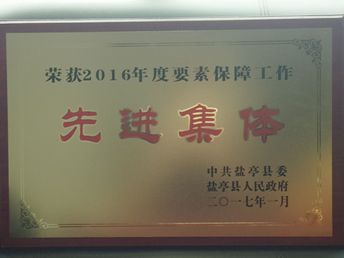 荣获2016年度要素保障工作
先进集体
中共盐亭县委
盐亭县人民政府
二〇一七年一月